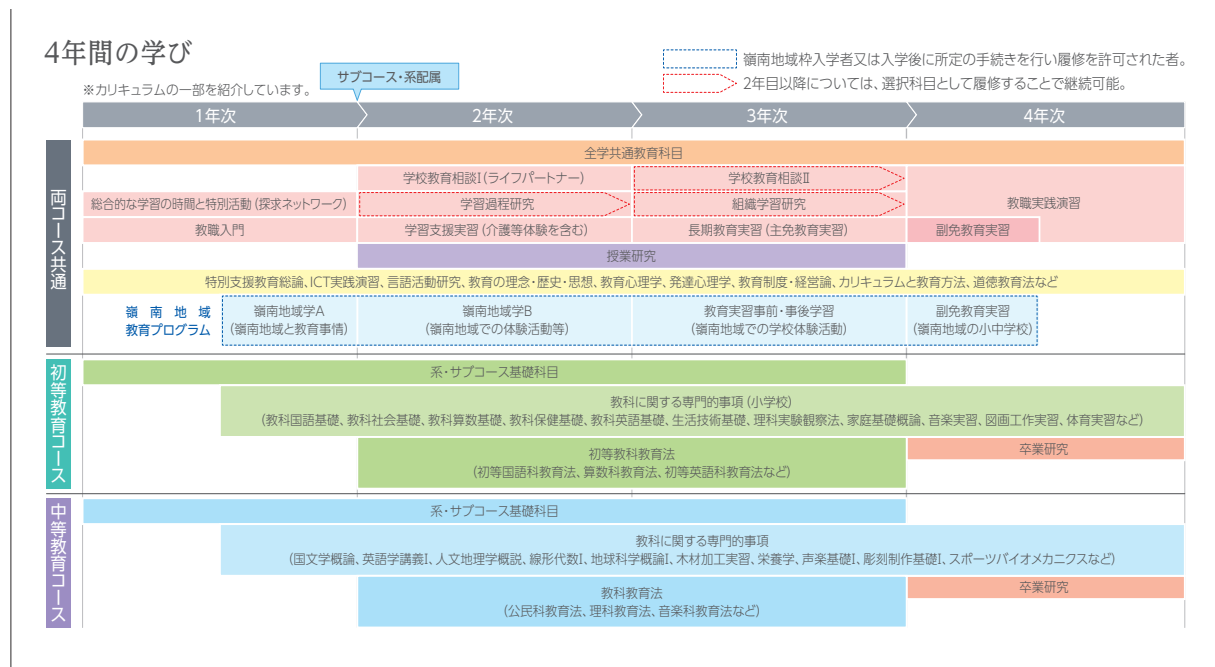 4年間の学び
※カリキュラムの一部を紹介しています。
サブコース・系配属
嶺南地域枠入学者又は入学後に所定の手続きを行い履修を許可された者。
2年目以降については、選択科目として履修することで継続可能。
1年次
2年次
3年次
4年次
両コース共通
全学共通教育科目
学校教育相談Ⅰ(ライフパートナー)
学校教育相談Ⅱ
総合的な学習の時間と特別活動(探求ネットワーク)
学習過程研究
組織学習研究
教職実践演習
教職入門
学習支援実習(介護等体験を含む)
長期教育実習(主免教育実習)
副免教育実習
授業研究
特別支援教育総論、ICT実践演習、言語活動研究、教育の理念・歴史・思想、教育心理学、発達心理学、教育制度・経営論、カリキュラムと教育方法、道徳教育法など
嶺南地域
教育プログラム
嶺南地域学A
(嶺南地域と教育事情)
嶺南地域学B
(嶺南地域での体験活動等)
教育実習事前・事後学習
(嶺南地域での学校体験活動)
副免教育実習
(嶺南地域の小中学校)
初等教育コース
系・サブコース基礎科目
教科に関する専門的事項(小学校)
(教科国語基礎、教科社会基礎、教科算数基礎、教科保健基礎、教科英語基礎、生活技術基礎、理科実験観察法、家庭基礎概論、音楽実習、図画工作実習、体育実習など)
初等教科教育法
(初等国語科教育法、算数科教育法、初等英語科教育法など)
卒業研究
中等教育コース
系・サブコース基礎科目
教科に関する専門的事項
(国文学概論、英語学講義Ⅰ、人文地理学概説、線形代数Ⅰ、地球科学概論Ⅰ、木材加工実習、栄養学、声楽基礎Ⅰ、彫刻制作基礎Ⅰ、スポーツバイオメカニクスなど)
教科教育法
(公民科教育法、理科教育法、音楽科教育法など)
卒業研究